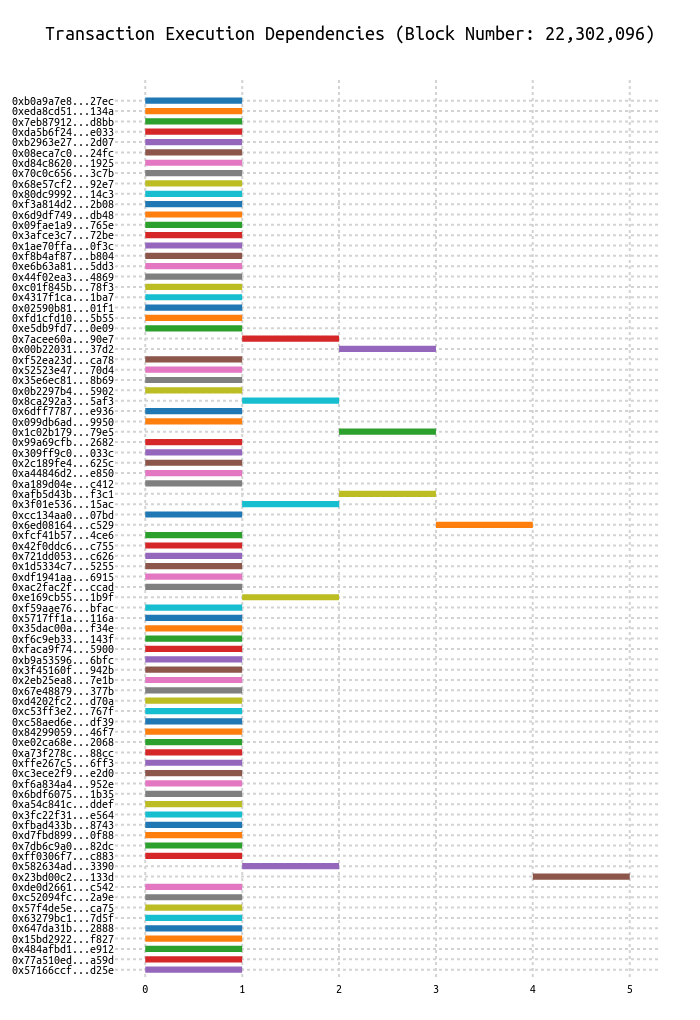 Transaction Execution Dependencies (Block Number: 22,302,096)
0xb0a9a7e8...27ec
0xeda8cd51...134a
0x7eb87912...d8bb
0xda5b6f24...e033
0xb2963e27...2d07
0x08eca7c0...24fc
0xd84c8620...1925
0x70c0c656...3c7b
0x68e57cf2...92e7
0x80dc9992...14c3
0xf3a814d2...2b08
0x6d9df749...db48
0x09fae1a9...765e
0x3afce3c7...72be
0x1ae70ffa...0f3c
0xf8b4af87...b804
0xe6b63a81...5dd3
0x44f02ea3...4869
0xc01f845b...78f3
0x4317f1ca...1ba7
0x02590b81...01f1
0xfd1cfd10...5b55
0xe5db9fd7...0e09
0x7acee60a...90e7
0x00b22031...37d2
0xf52ea23d...ca78
0x52523e47...70d4
0x35e6ec81...8b69
0x0b2297b4...5902
0x8ca292a3...5af3
0x6dff7787...e936
0x099db6ad...9950
0x1c02b179...79e5
0x99a69cfb...2682
0x309ff9c0...033c
0x2c189fe4...625c
0xa44846d2...e850
0xa189d04e...c412
0xafb5d43b...f3c1
0x3f01e536...15ac
0xcc134aa0...07bd
0x6ed08164...c529
0xfcf41b57...4ce6
0x42f0ddc6...c755
0x721dd053...c626
0x1d5334c7...5255
0xdf1941aa...6915
0xac2fac2f...ccad
0xe169cb55...1b9f
0xf59aae76...bfac
0x5717ff1a...116a
0x35dac00a...f34e
0xf6c9eb33...143f
0xfaca9f74...5900
0xb9a53596...6bfc
0x3f45160f...942b
0x2eb25ea8...7e1b
0x67e48879...377b
0xd4202fc2...d70a
0xc53ff3e2...767f
0xc58aed6e...df39
0x84299059...46f7
0xe02ca68e...2068
0xa73f278c...88cc
0xffe267c5...6ff3
0xc3ece2f9...e2d0
0xf6a834a4...952e
0x6bdf6075...1b35
0xa54c841c...ddef
0x3fc22f31...e564
0xfbad433b...8743
0xd7fbd899...0f88
0x7db6c9a0...82dc
0xff0306f7...c883
0x582634ad...3390
0x23bd00c2...133d
0xde0d2661...c542
0xc52094fc...2a9e
0x57f4de5e...ca75
0x63279bc1...7d5f
0x647da31b...2888
0x15bd2922...f827
0x484afbd1...e912
0x77a510ed...a59d
0x57166ccf...d25e
0 1 2 3 4 5